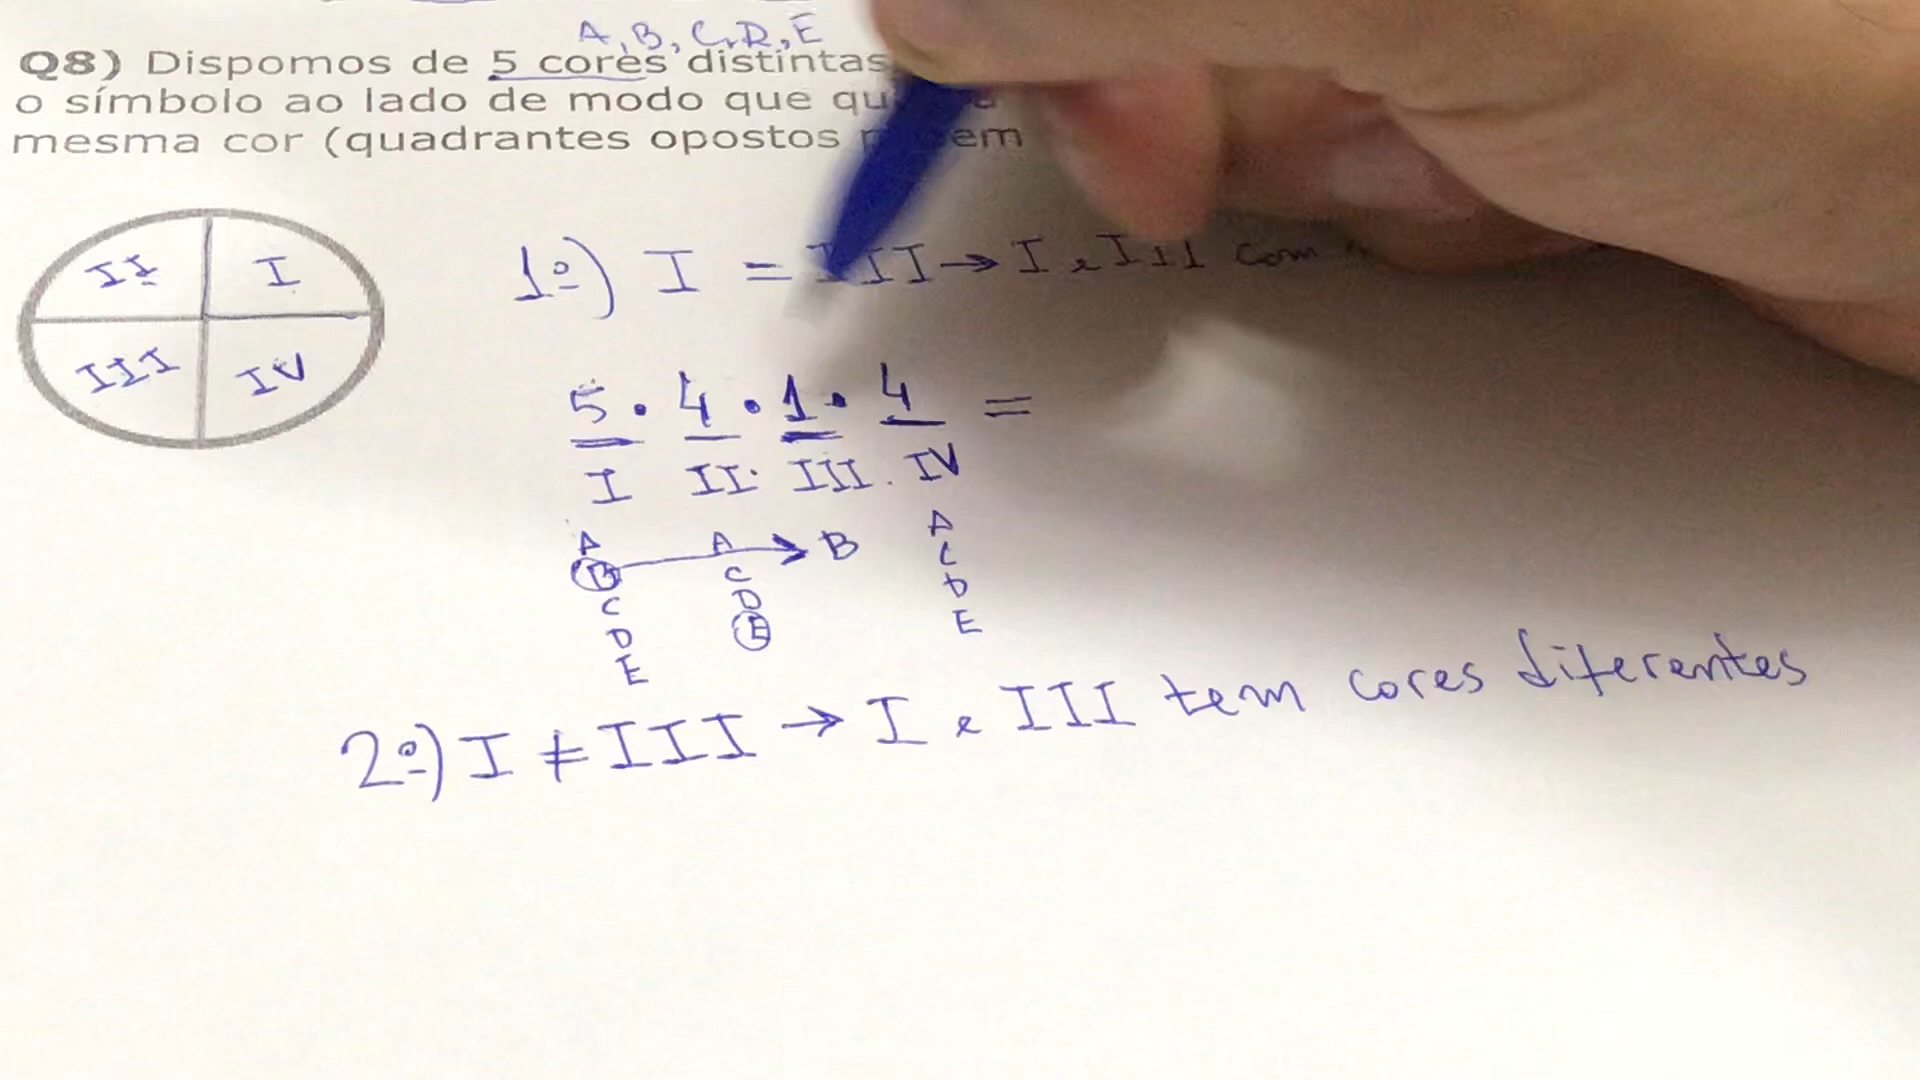 A, B, C, D, E
Q8) Dispomos de 5 cores distintas
o símbolo ao lado de modo que
mesma cor (quadrantes opostos
II I
III IV
1º) I = III → I e III com
5 . 4 . 1 . 4 =
I II III IV
A A B A
B C C
C D D
D E E
E
2º) I ≠ III → I e III tem cores diferentes